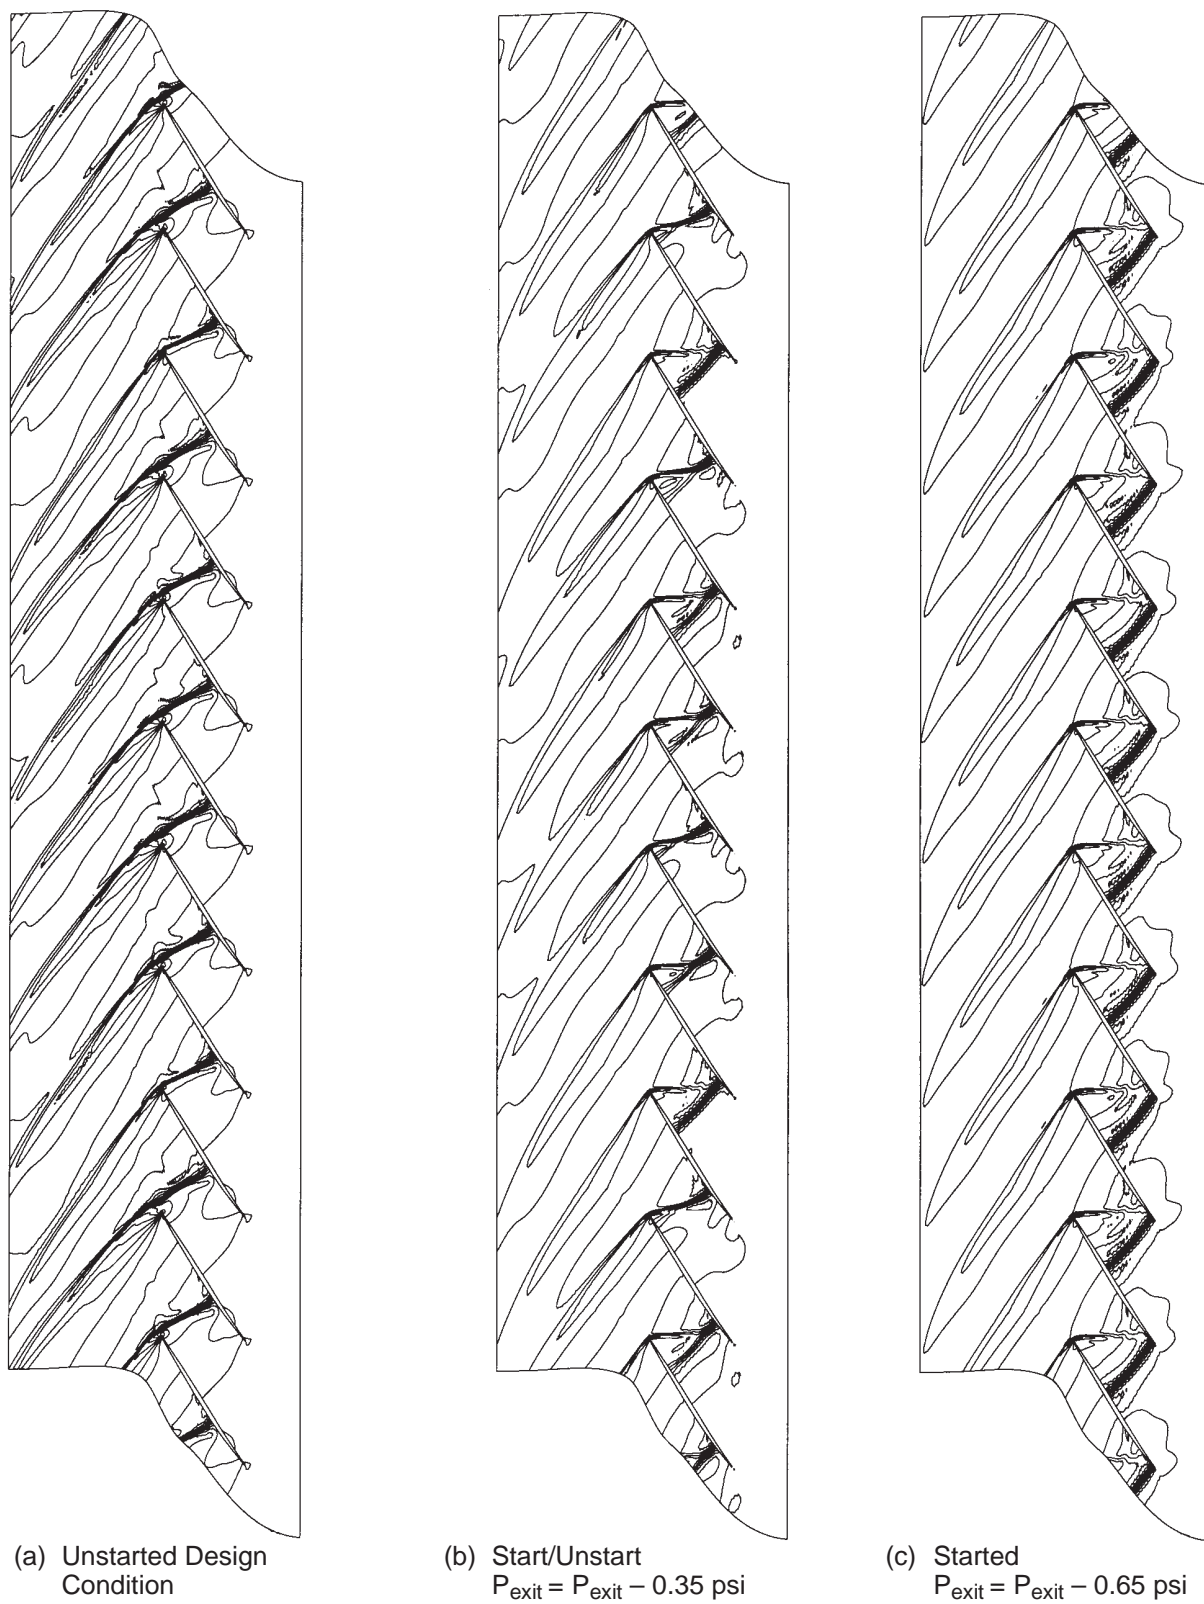 (a) Unstarted Design
Condition
(b) Start/Unstart
P_exit = P_exit – 0.35 psi
(c) Started
P_exit = P_exit – 0.65 psi